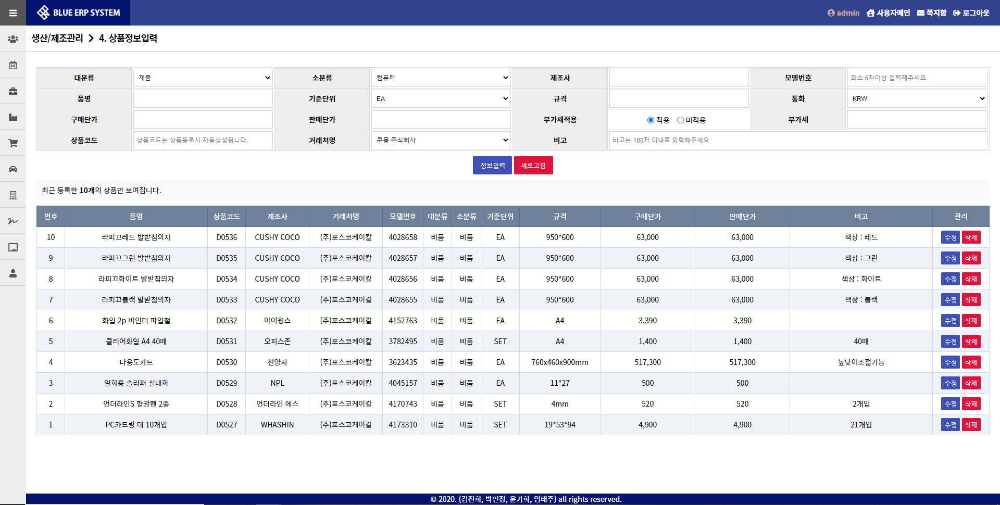 BLUE ERP SYSTEM
admin 사용자메인 쪽지함 로그아웃
생산/제조관리 > 4. 상품정보입력
대분류 제품 소분류 컴퓨터 제조사 모델번호 최소 5자이상 입력해주세요.
품명 기준단위 EA 규격 통화 KRW
구매단가 판매단가 부가세적용 적용 미적용 부가세
상품코드 상품코드는 상품등록시 자동생성됩니다. 거래처명 쿠퐁 주식회사 비고 비고는 100자 이내로 입력해주세요
정보입력 새로고침
최근 등록한 10개의 상품만 보여집니다.
번호 품명 상품코드 제조사 거래처명 모델번호 대분류 소분류 기준단위 규격 구매단가 판매단가 비고 관리
10 라피끄레드 발받침의자 D0536 CUSHY COCO (주)포스코케이칼 4028658 비품 비품 EA 950*600 63,000 63,000 색상 : 레드 수정 삭제
9 라피끄그린 발받침의자 D0535 CUSHY COCO (주)포스코케이칼 4028657 비품 비품 EA 950*600 63,000 63,000 색상 : 그린 수정 삭제
8 라피끄화이트 발받침의자 D0534 CUSHY COCO (주)포스코케이칼 4028656 비품 비품 EA 950*600 63,000 63,000 색상 : 화이트 수정 삭제
7 라피끄블랙 발받침의자 D0533 CUSHY COCO (주)포스코케이칼 4028655 비품 비품 EA 950*600 63,000 63,000 색상 : 블랙 수정 삭제
6 화일 2p 바인더 파일철 D0532 아이윙스 (주)포스코케이칼 4152763 비품 비품 EA A4 3,390 3,390 수정 삭제
5 클리어화일 A4 40매 D0531 오피스존 (주)포스코케이칼 3782495 비품 비품 SET A4 1,400 1,400 40매 수정 삭제
4 다용도카트 D0530 천양사 (주)포스코케이칼 3623435 비품 비품 EA 760x460x900mm 517,300 517,300 높낮이조절가능 수정 삭제
3 일회용 슬리퍼 실내화 D0529 NPL (주)포스코케이칼 4045157 비품 비품 EA 11*27 500 500 수정 삭제
2 언더라인S 형광펜 2종 D0528 언더라인 에스 (주)포스코케이칼 4170743 비품 비품 SET 4mm 520 520 2개입 수정 삭제
1 PC카드링 대 10개입 D0527 WHASHIN (주)포스코케이칼 4173310 비품 비품 SET 19*53*94 4,900 4,900 21개입 수정 삭제
© 2020. (김진희, 박민정, 윤가희, 임태주) all rights reserved.